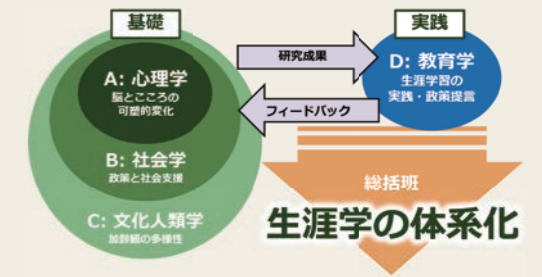 基礎
A: 心理学
脳とこころの
可塑的変化
B: 社会学
政策と社会支援
C: 文化人類学
加齢観の多様性
研究成果
フィードバック
実践
D: 教育学
生涯学習の
実践・政策提言
総括班
生涯学の体系化